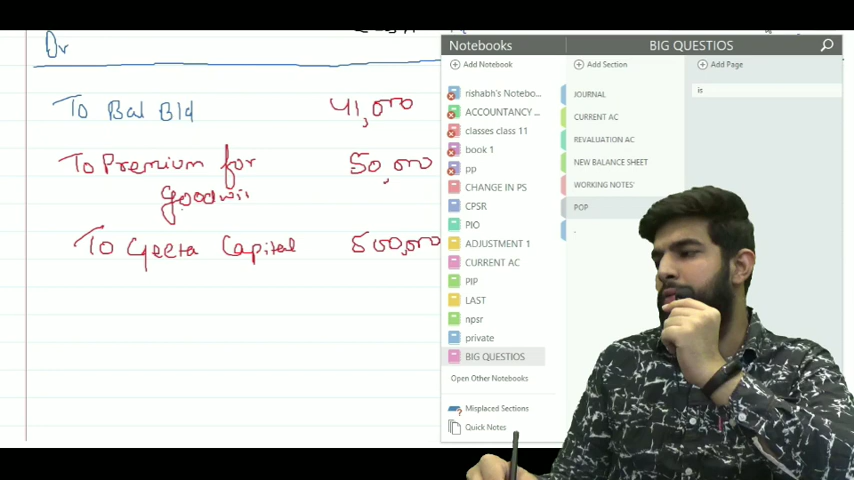 Dr
To Bal B/d 41,000
To Premium for 50,000
goodwill
To Geeta Capital 500,000
Notebooks
Add Notebook
rishabh's Notebo...
ACCOUNTANCY ...
classes class 11
book 1
pp
CHANGE IN PS
CPSR
PIO
ADJUSTMENT 1
CURRENT AC
PIP
LAST
npsr
private
BIG QUESTIOS
Open Other Notebooks
Misplaced Sections
Quick Notes
BIG QUESTIOS
Add Section
JOURNAL
CURRENT AC
REVALUATION AC
NEW BALANCE SHEET
WORKING NOTES'
POP
.
Add Page
is